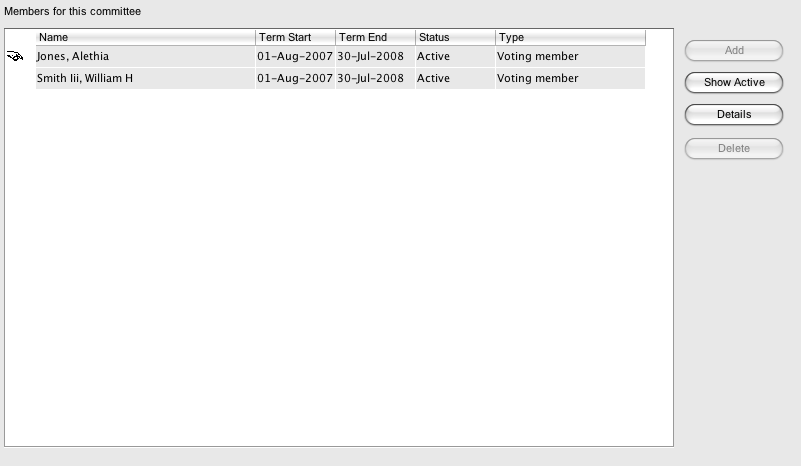 Members for this committee
Name Term Start Term End Status Type
Jones, Alethia 01-Aug-2007 30-Jul-2008 Active Voting member
Smith Iii, William H 01-Aug-2007 30-Jul-2008 Active Voting member
Add
Show Active
Details
Delete